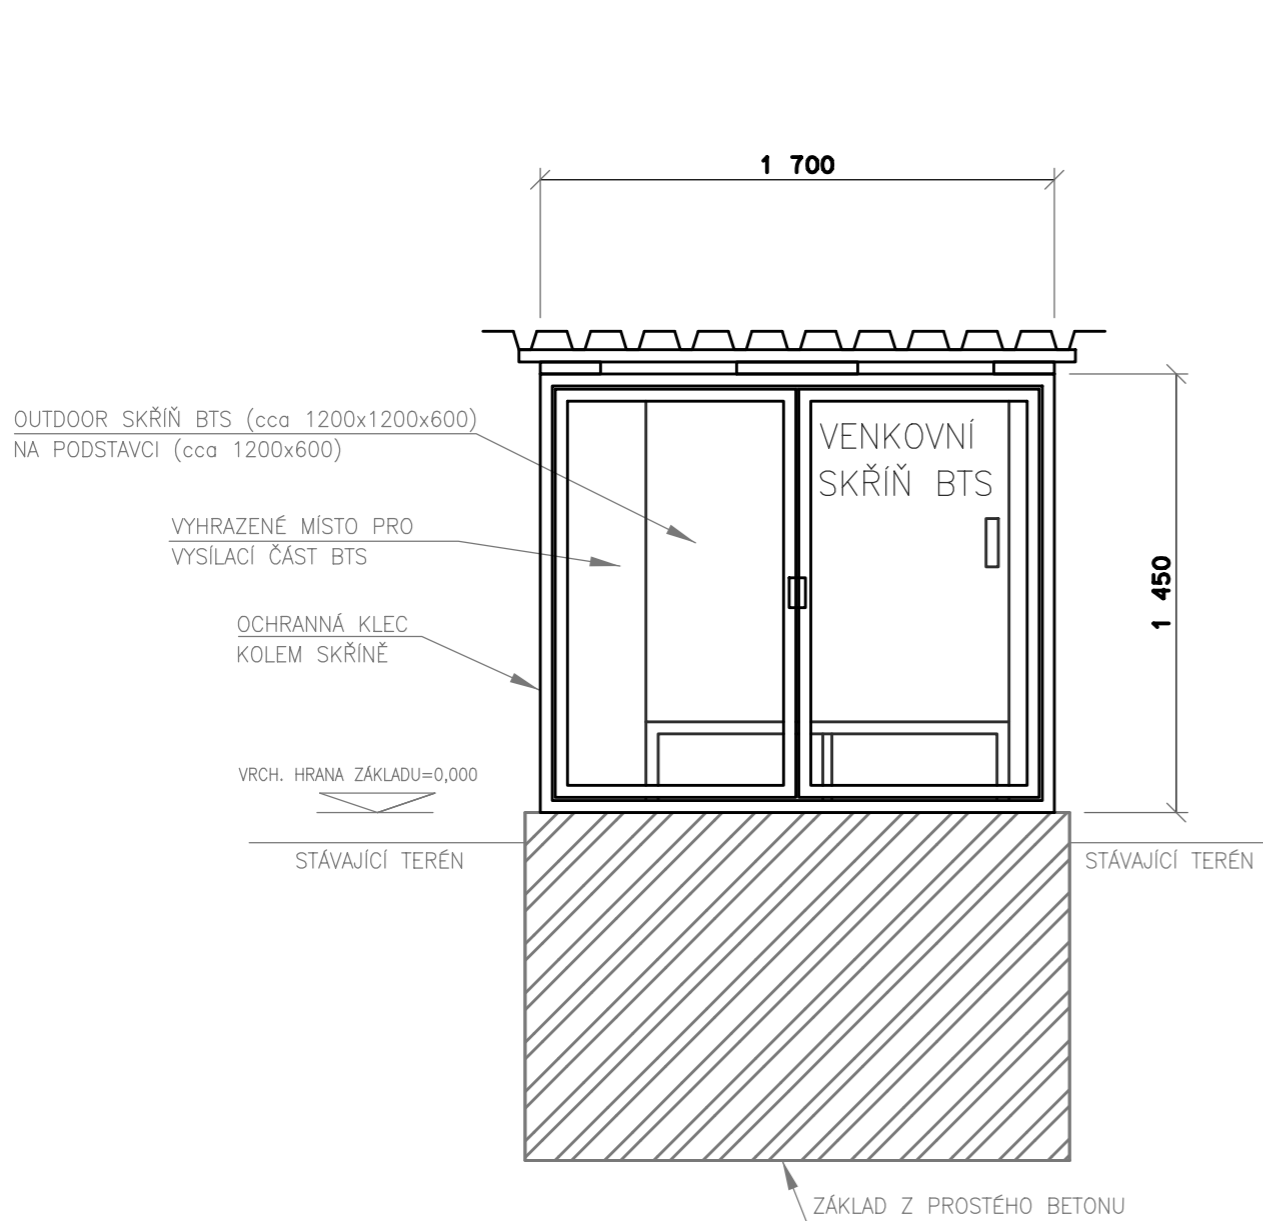 1 700
OUTDOOR SKŘÍŇ BTS (cca 1200x1200x600)
NA PODSTAVCI (cca 1200x600)
VENKOVNÍ
SKŘÍŇ BTS
VYHRAZENÉ MÍSTO PRO
VYSÍLACÍ ČÁST BTS
1 450
OCHRANNÁ KLEC
KOLEM SKŘÍNĚ
VRCH. HRANA ZÁKLADU=0,000
STÁVAJÍCÍ TERÉN
STÁVAJÍCÍ TERÉN
ZÁKLAD Z PROSTÉHO BETONU